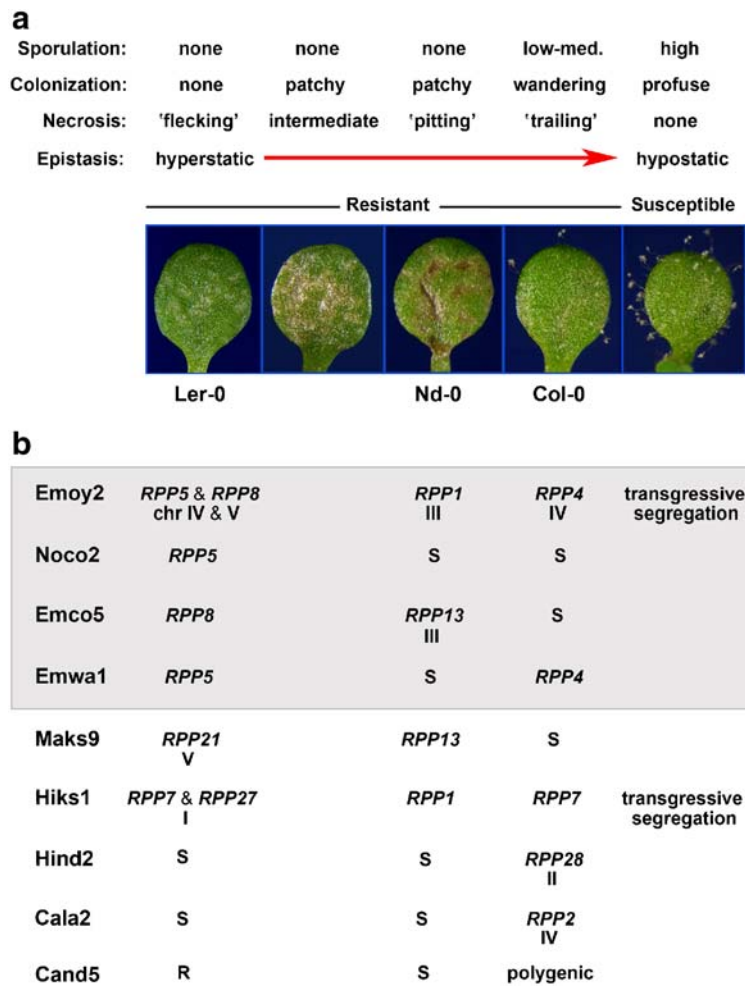 a
Sporulation: none none none low-med. high
Colonization: none patchy patchy wandering profuse
Necrosis: 'flecking' intermediate 'pitting' 'trailing' none
Epistasis: hyperstatic hypostatic
Resistant Susceptible
Ler-0 Nd-0 Col-0
b
Emoy2 RPP5 & RPP8 RPP1 RPP4 transgressive
chr IV & V III IV segregation
Noco2 RPP5 S S
Emco5 RPP8 RPP13 S
III
Emwa1 RPP5 S RPP4
Maks9 RPP21 RPP13 S
V
Hiks1 RPP7 & RPP27 RPP1 RPP7 transgressive
I segregation
Hind2 S S RPP28
II
Cala2 S S RPP2
IV
Cand5 R S polygenic